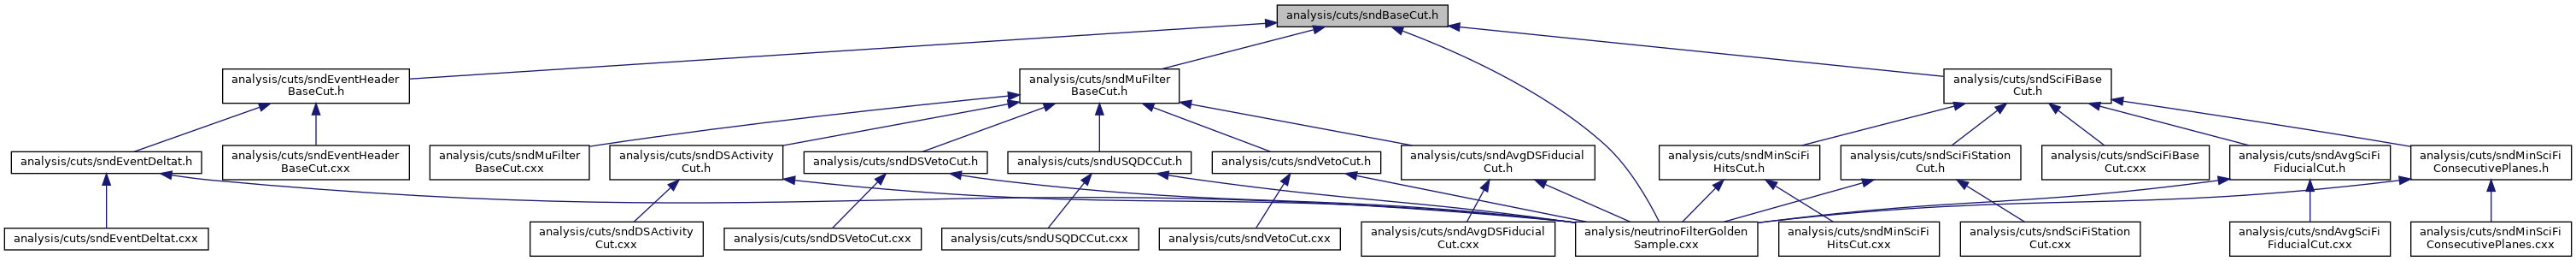 analysis/cuts/sndBaseCut.h
analysis/cuts/sndEventHeader
BaseCut.h
analysis/cuts/sndMuFilter
BaseCut.h
analysis/cuts/sndSciFiBase
Cut.h
analysis/cuts/sndEventDeltat.h
analysis/cuts/sndEventHeader
BaseCut.cxx
analysis/cuts/sndMuFilter
BaseCut.cxx
analysis/cuts/sndDSActivity
Cut.h
analysis/cuts/sndDSVetoCut.h
analysis/cuts/sndUSQDCCut.h
analysis/cuts/sndVetoCut.h
analysis/cuts/sndAvgDSFiducial
Cut.h
analysis/cuts/sndMinSciFi
HitsCut.h
analysis/cuts/sndSciFiStation
Cut.h
analysis/cuts/sndSciFiBase
Cut.cxx
analysis/cuts/sndAvgSciFi
FiducialCut.h
analysis/cuts/sndMinSciFi
ConsecutivePlanes.h
analysis/cuts/sndEventDeltat.cxx
analysis/cuts/sndDSActivity
Cut.cxx
analysis/cuts/sndDSVetoCut.cxx
analysis/cuts/sndUSQDCCut.cxx
analysis/cuts/sndVetoCut.cxx
analysis/cuts/sndAvgDSFiducial
Cut.cxx
analysis/neutrinoFilterGolden
Sample.cxx
analysis/cuts/sndMinSciFi
HitsCut.cxx
analysis/cuts/sndSciFiStation
Cut.cxx
analysis/cuts/sndAvgSciFi
FiducialCut.cxx
analysis/cuts/sndMinSciFi
ConsecutivePlanes.cxx